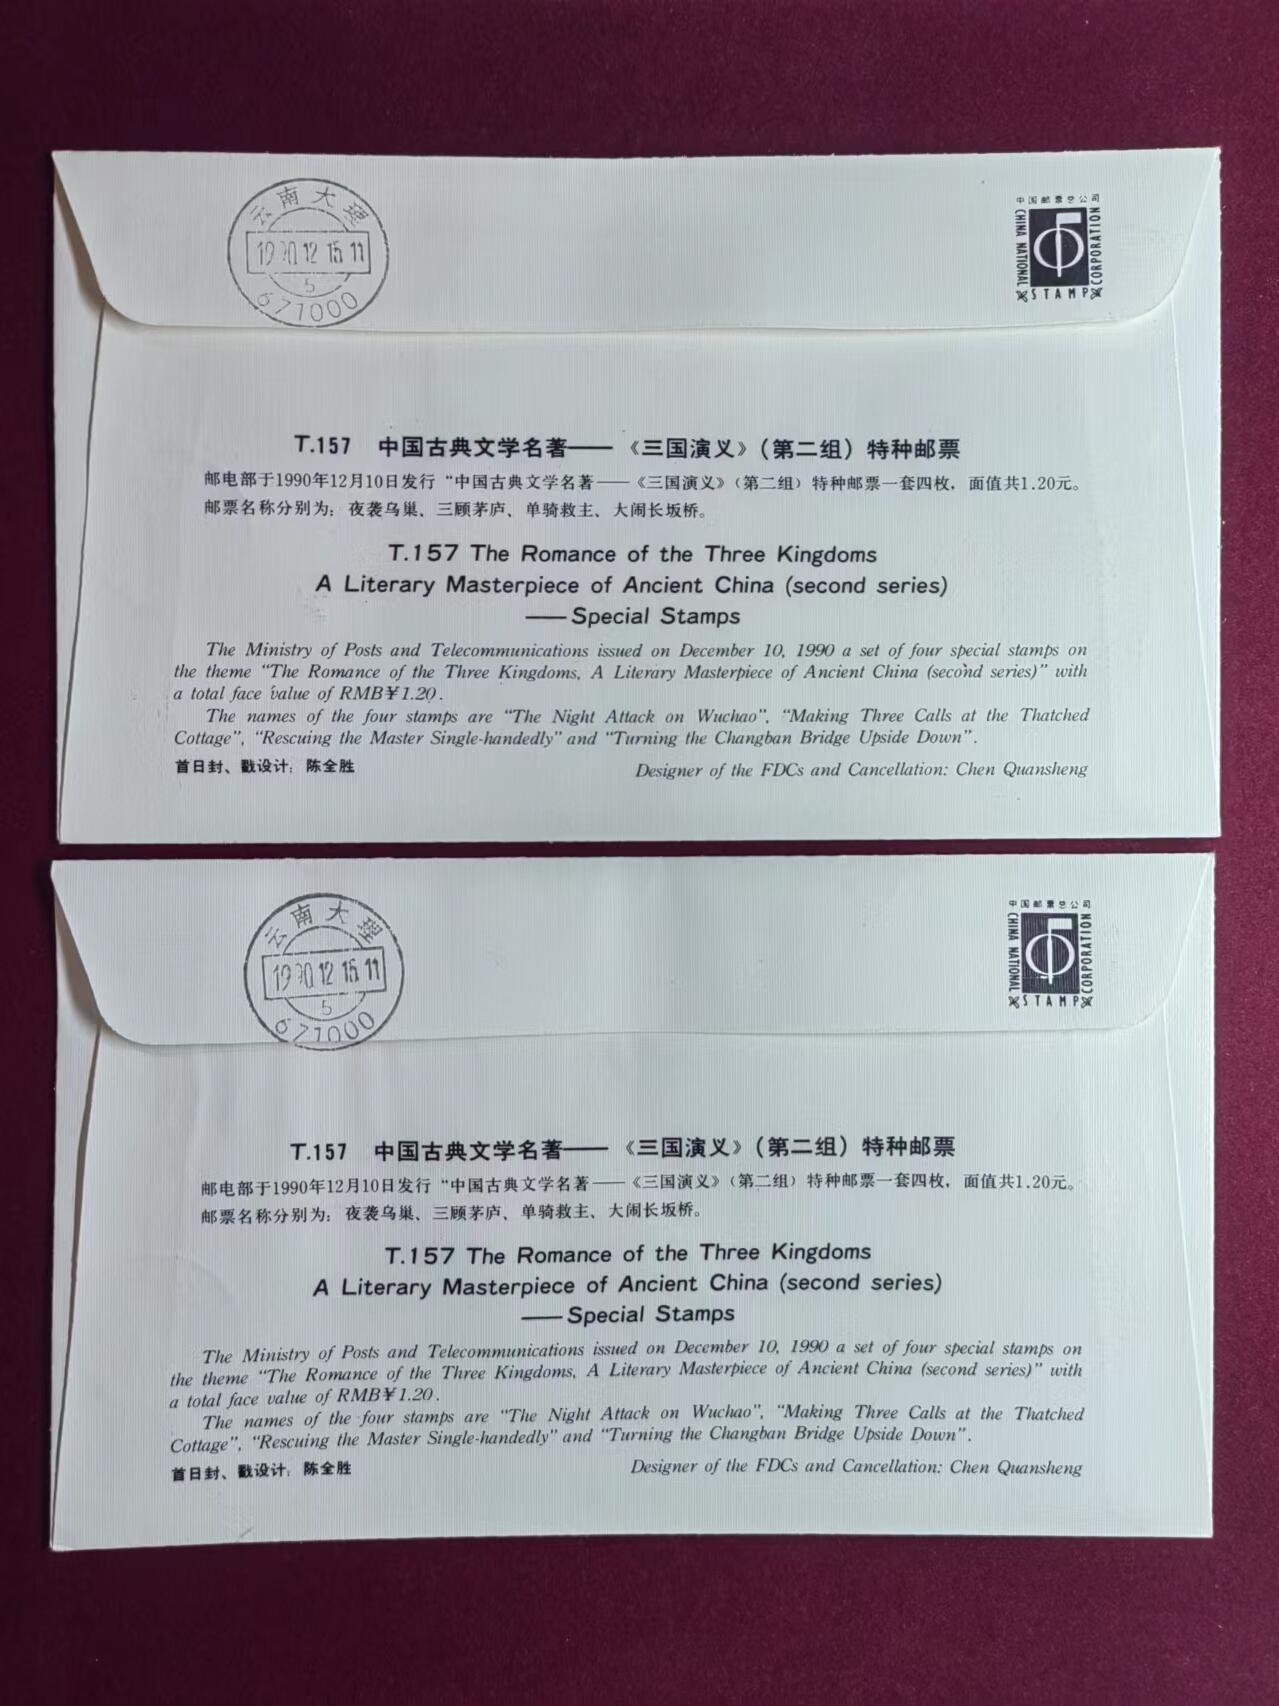 云南大理
1990.12.15.11
5
671000
中国邮票总公司
CHINA NATIONAL
STAMP
CORPORATION
T.157 中国古典文学名著——《三国演义》(第二组)特种邮票
邮电部于1990年12月10日发行“中国古典文学名著——《三国演义》(第二组)特种邮票一套四枚,面值共1.20元。
邮票名称分别为:夜袭乌巢、三顾茅庐、单骑救主、大闹长坂桥。
T.157 The Romance of the Three Kingdoms
A Literary Masterpiece of Ancient China (second series)
——Special Stamps
The Ministry of Posts and Telecommunications issued on December 10, 1990 a set of four special stamps on
the theme “The Romance of the Three Kingdoms, A Literary Masterpiece of Ancient China (second series)” with
a total face value of RMB¥1.20.
The names of the four stamps are “The Night Attack on Wuchao”, “Making Three Calls at the Thatched
Cottage”, “Rescuing the Master Single-handedly” and “Turning the Changban Bridge Upside Down”.
首日封、戳设计:陈全胜 Designer of the FDCs and Cancellation: Chen Quansheng
云南大理
1990.12.15.11
5
671000
中国邮票总公司
CHINA NATIONAL
STAMP
CORPORATION
T.157 中国古典文学名著——《三国演义》(第二组)特种邮票
邮电部于1990年12月10日发行“中国古典文学名著——《三国演义》(第二组)特种邮票一套四枚,面值共1.20元。
邮票名称分别为:夜袭乌巢、三顾茅庐、单骑救主、大闹长坂桥。
T.157 The Romance of the Three Kingdoms
A Literary Masterpiece of Ancient China (second series)
——Special Stamps
The Ministry of Posts and Telecommunications issued on December 10, 1990 a set of four special stamps on
the theme “The Romance of the Three Kingdoms, A Literary Masterpiece of Ancient China (second series)” with
a total face value of RMB¥1.20.
The names of the four stamps are “The Night Attack on Wuchao”, “Making Three Calls at the Thatched
Cottage”, “Rescuing the Master Single-handedly” and “Turning the Changban Bridge Upside Down”.
首日封、戳设计:陈全胜 Designer of the FDCs and Cancellation: Chen Quansheng